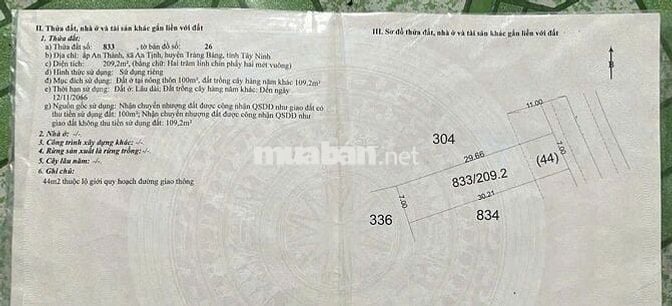 II. Thửa đất, nhà ở và tài sản khác gắn liền với đất
1. Thửa đất:
a) Thửa đất số: 833 tờ bản đồ số: 26
b) Địa chỉ: ấp An Thành, xã An Tịnh, huyện Trảng Bàng, tỉnh Tây Ninh
c) Diện tích: 209,2m², (bằng chữ: Hai trăm linh chín phẩy hai mét vuông)
d) Hình thức sử dụng: Sử dụng riêng
đ) Mục đích sử dụng: Đất ở tại nông thôn 100m², đất trồng cây hàng năm khác 109,2m²
e) Thời hạn sử dụng: Đất ở: Lâu dài; Đất trồng cây hàng năm khác: Đến ngày
12/11/2066
g) Nguồn gốc sử dụng: Nhận chuyển nhượng đất được công nhận QSDĐ như giao đất có
thu tiền sử dụng đất: 100m²; Nhận chuyển nhượng đất được công nhận QSDĐ như
giao đất không thu tiền sử dụng đất: 109,2m²
2. Nhà ở: -/-.
3. Công trình xây dựng khác: -/-.
4. Rừng sản xuất là rừng trồng: -/-.
5. Cây lâu năm: -/-.
6. Ghi chú:
44m2 thuộc lộ giới quy hoạch đường giao thông
III. Sơ đồ thửa đất, nhà ở và tài sản khác gắn liền với đất
B
11.00
304
29.66
7.00
(44)
833/209.2
7.00
30.21
336
834
muaban.net